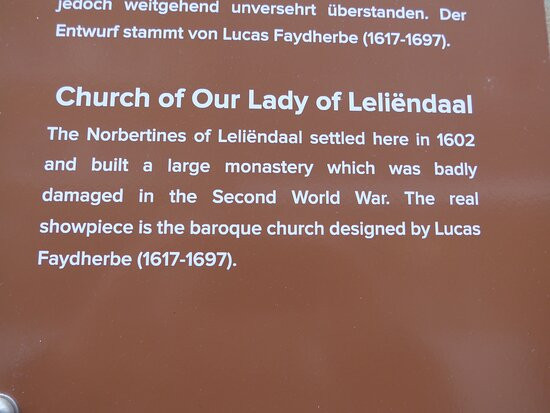 jedoch weitgehend unversehrt überstanden. Der
Entwurf stammt von Lucas Faydherbe (1617-1697).
Church of Our Lady of Leliëndaal
The Norbertines of Leliëndaal settled here in 1602
and built a large monastery which was badly
damaged in the Second World War. The real
showpiece is the baroque church designed by Lucas
Faydherbe (1617-1697).